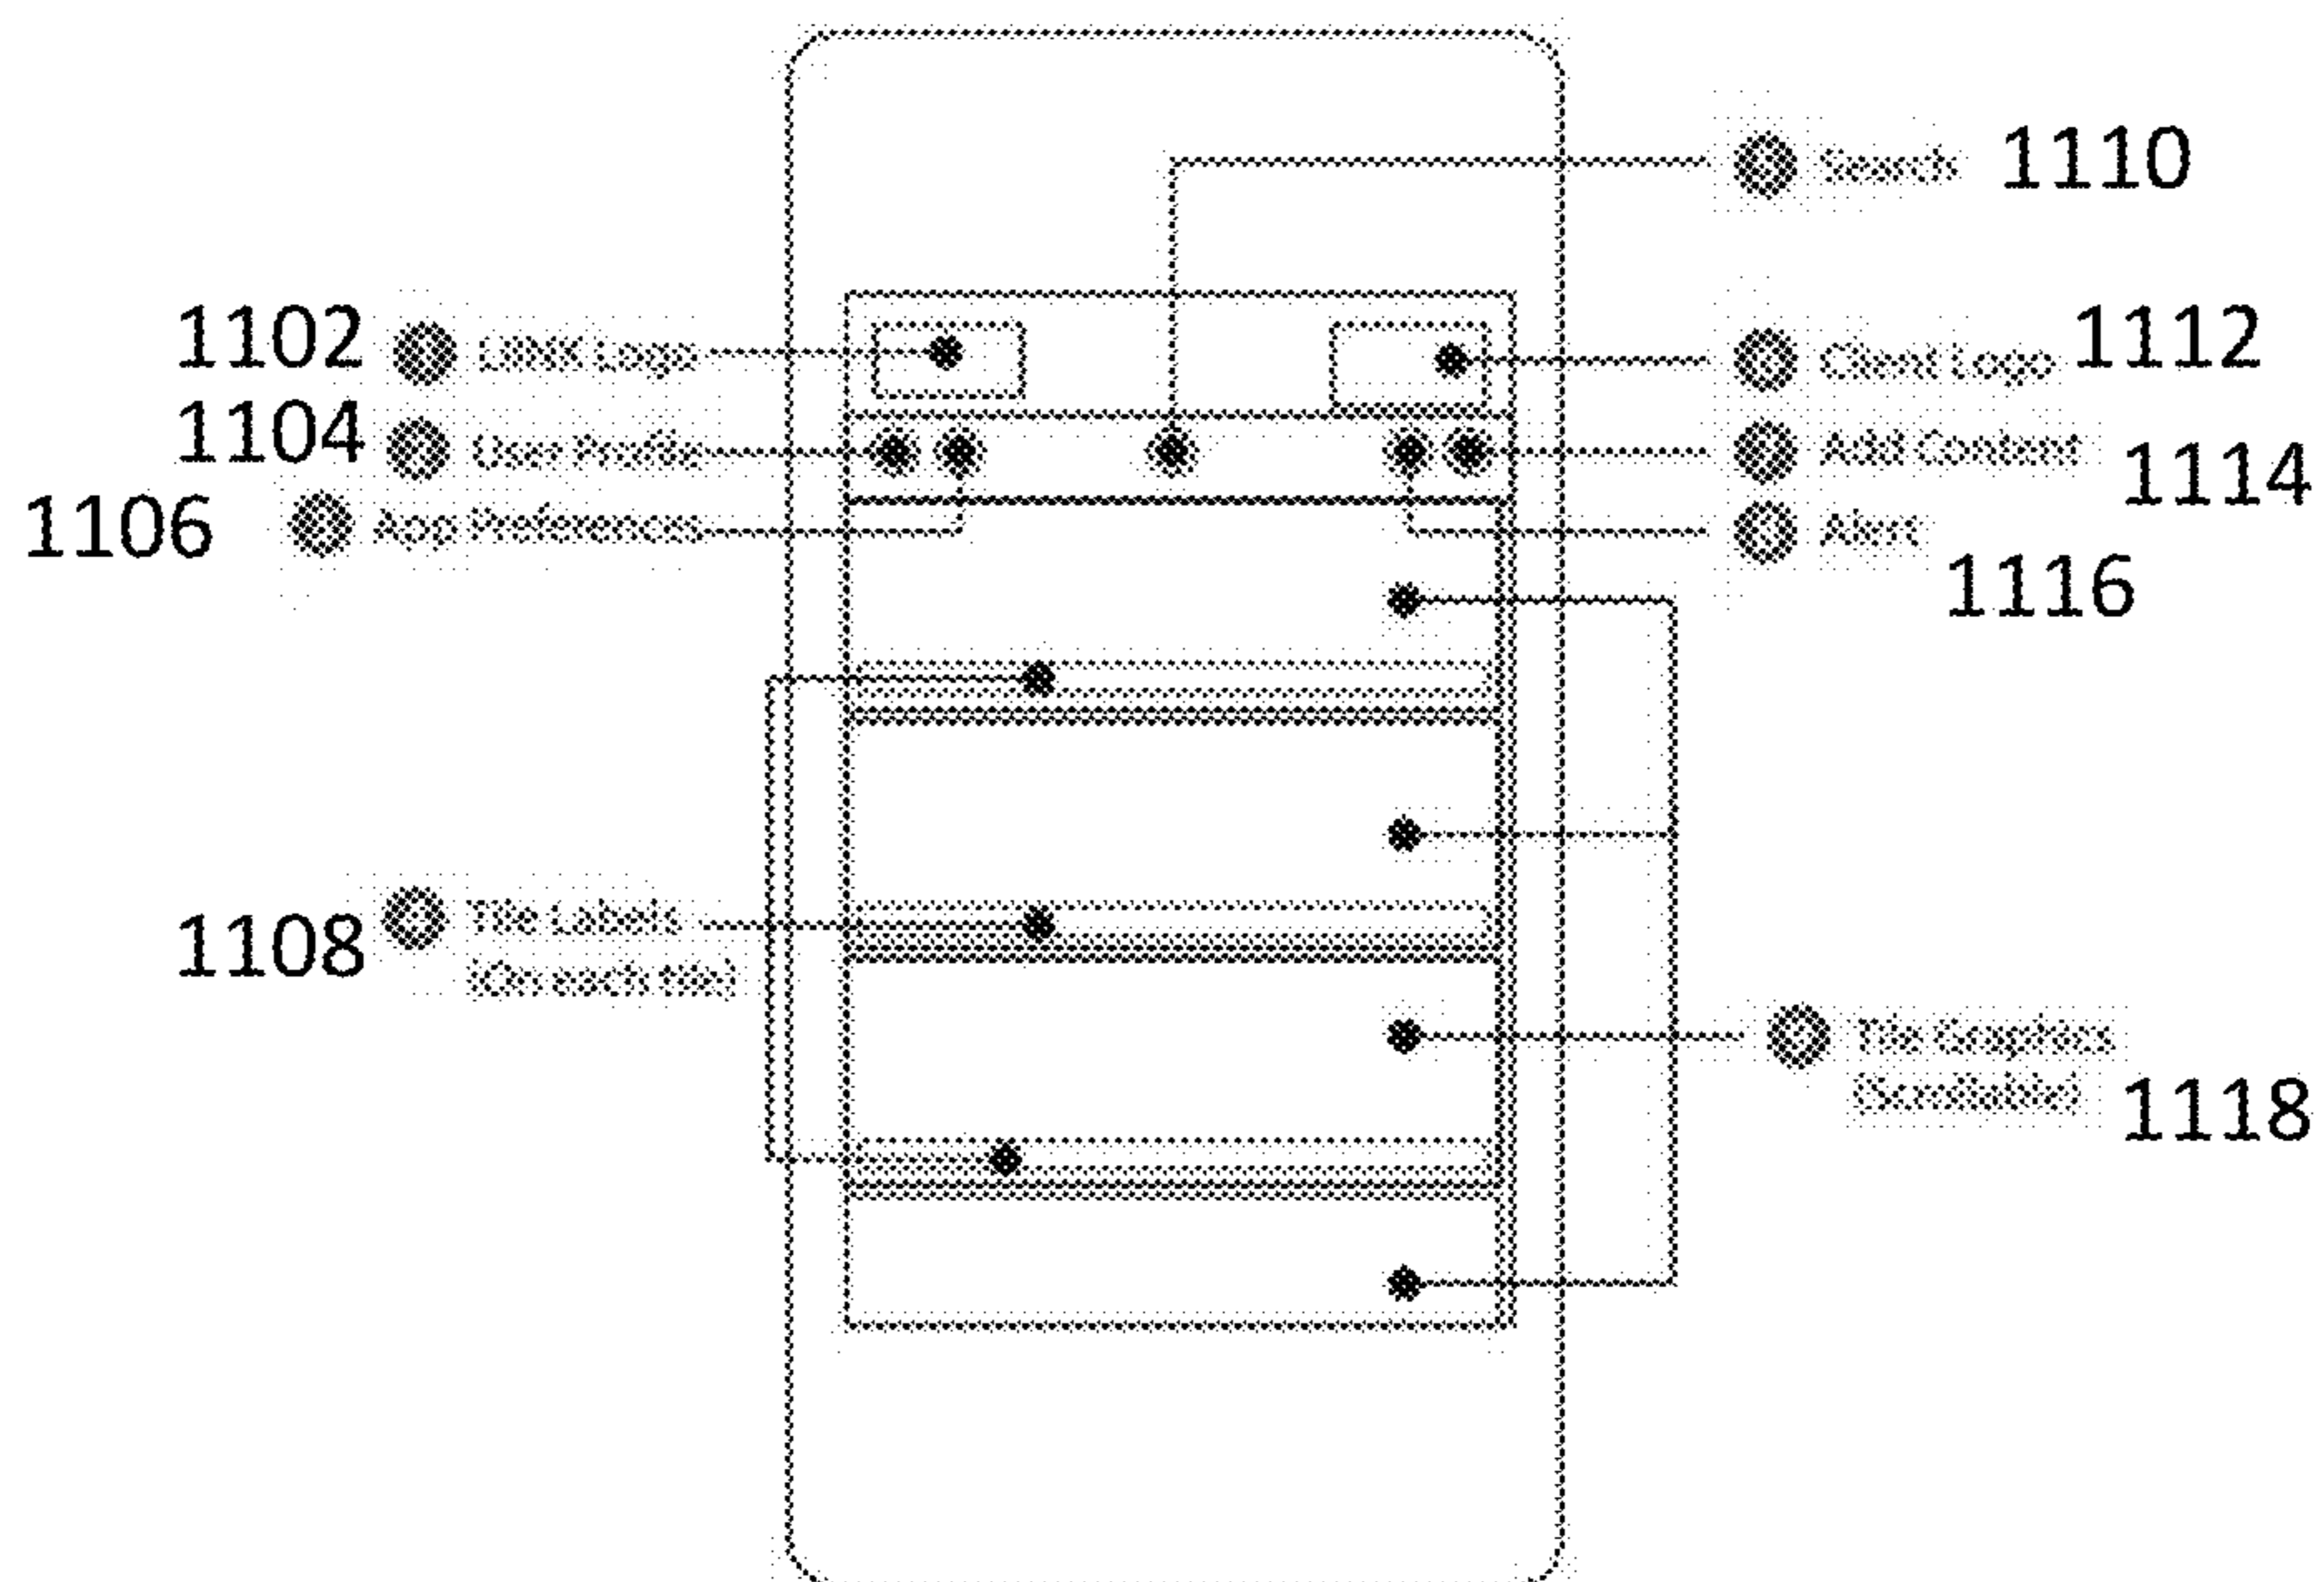 Search 1110
1102 Logo
Client Logo 1112
1104 User Profile
Add Content 1114
1106 App Preferences
Alert 1116
1108 Tile Labels
(On each tile)
Tile Graphics
(Scrollable) 1118